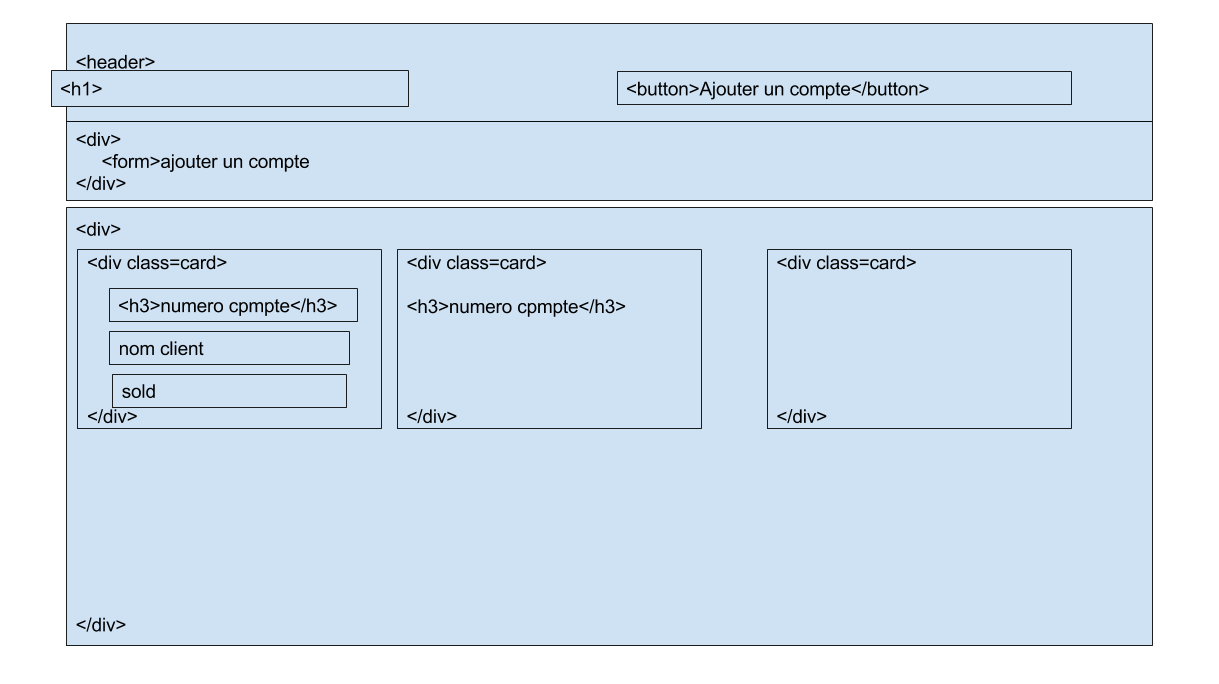 <header>
<h1>
<button>Ajouter un compte</button>
<div>
<form>ajouter un compte
</div>
<div>
<div class=card>
<h3>numero cpmpte</h3>
nom client
sold
</div>
<div class=card>
<h3>numero cpmpte</h3>
</div>
<div class=card>
</div>
</div>